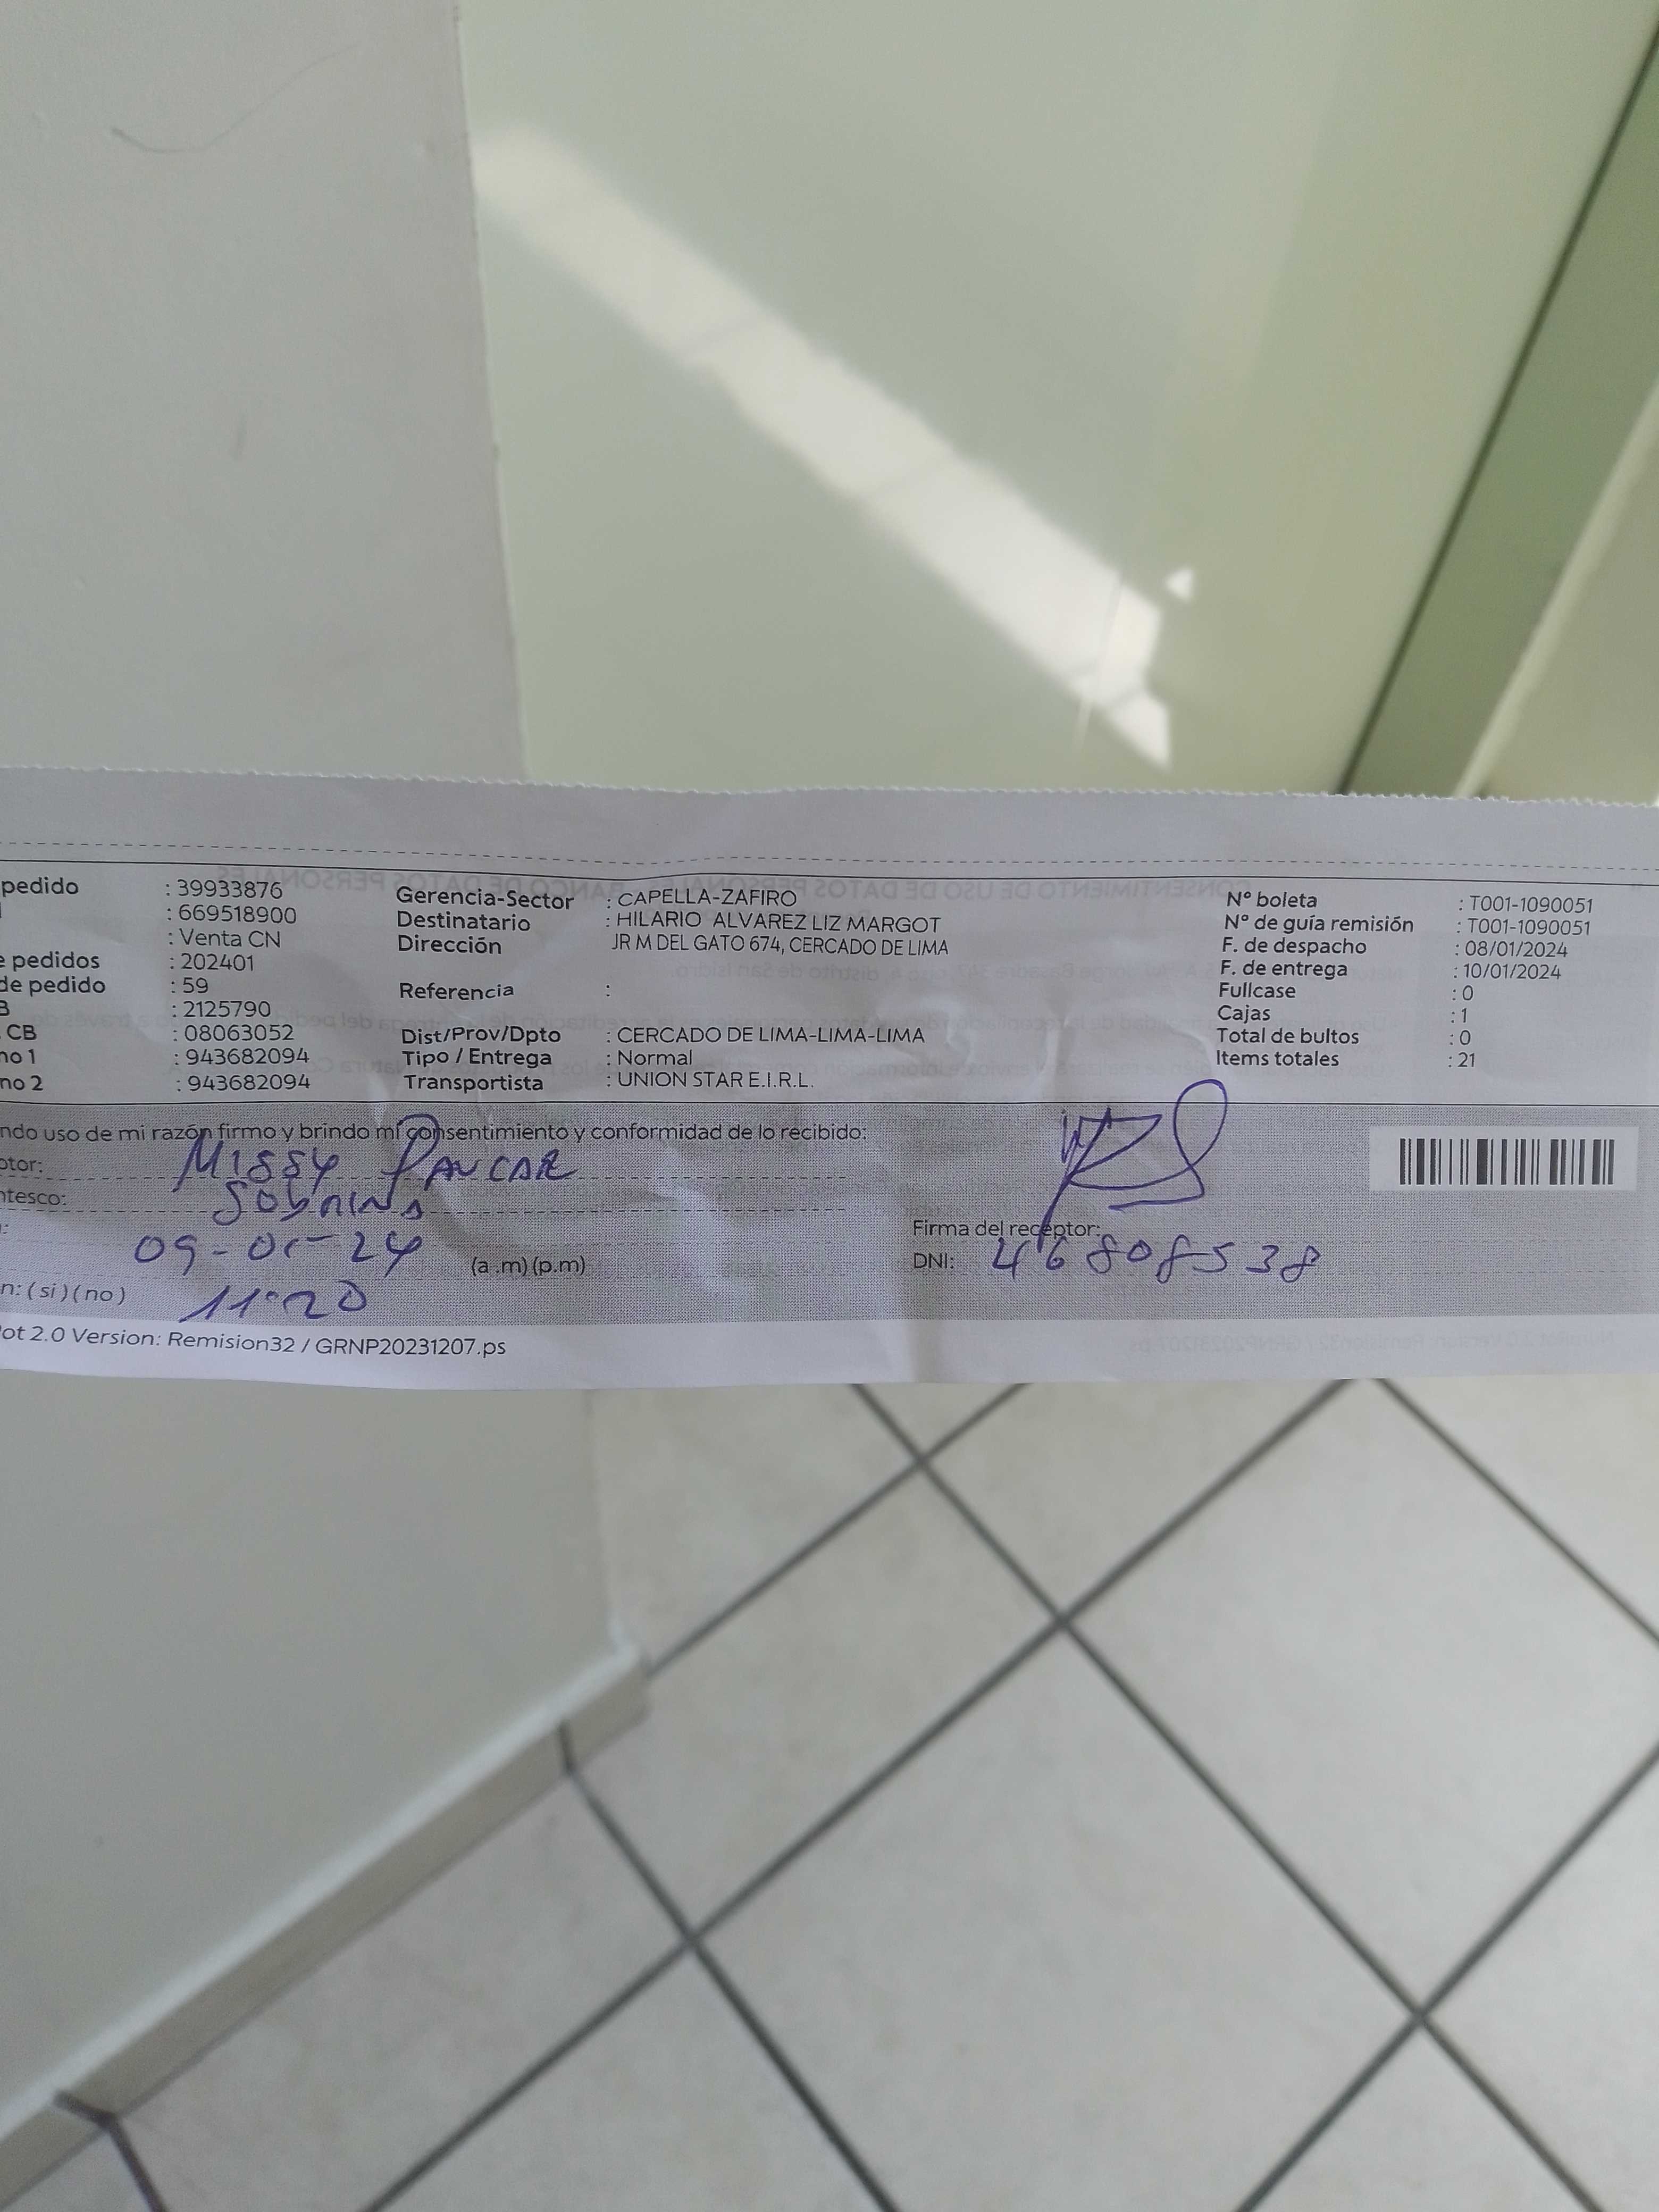 pedido : 39933876
: 669518900
: Venta CN
pedidos : 202401
de pedido : 59
: 2125790
CB : 08063052
no 1 : 943682094
no 2 : 943682094
Gerencia-Sector : CAPELLA-ZAFIRO
Destinatario : HILARIO ALVAREZ LIZ MARGOT
Dirección JR M DEL GATO 674, CERCADO DE LIMA
Referencia :
Dist/Prov/Dpto : CERCADO DE LIMA-LIMA-LIMA
Tipo / Entrega : Normal
Transportista : UNION STAR E.I.R.L.
N° boleta : T001-1090051
N° de guía remisión : T001-1090051
F. de despacho : 08/01/2024
F. de entrega : 10/01/2024
Fullcase : 0
Cajas : 1
Total de bultos : 0
Items totales : 21
ndo uso de mi razón firmo y brindo mi consentimiento y conformidad de lo recibido:
ptor: Missy Paucar
ntesco: Sobrina
09-01-24 (a.m) (p.m)
n: (si) (no) 11:20
Firma del receptor:
DNI: 46808538
ot 2.0 Version: Remision32 / GRNP20231207.ps